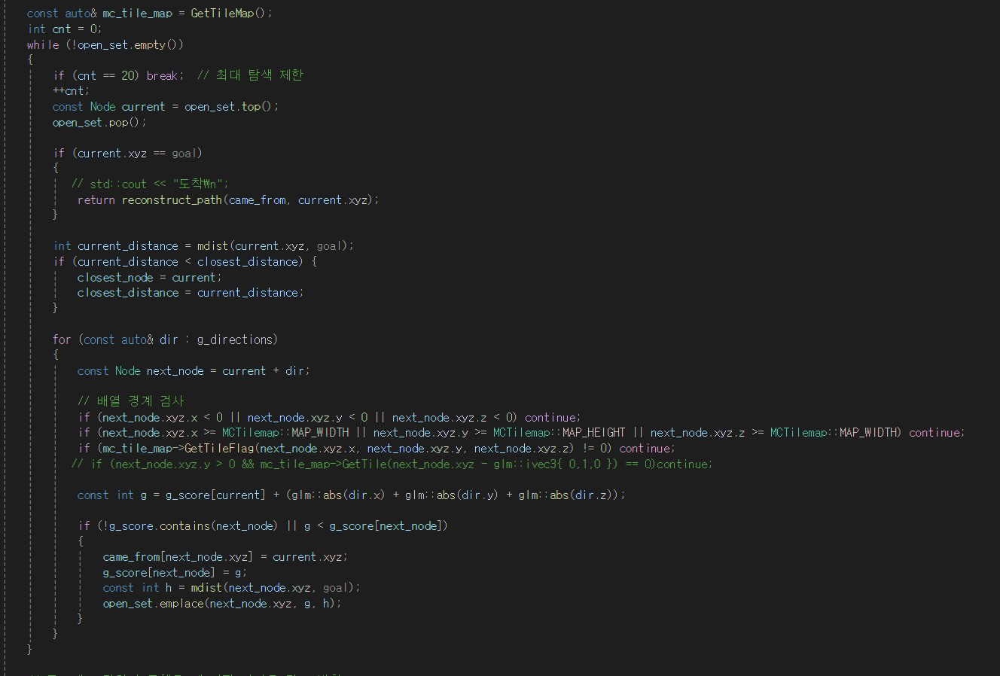 const auto& mc_tile_map = GetTileMap();
int cnt = 0;
while (!open_set.empty())
{
if (cnt == 20) break;  // 최대 탐색 제한
++cnt;
const Node current = open_set.top();
open_set.pop();
if (current.xyz == goal)
{
// std::cout << "도착₩n";
return reconstruct_path(came_from, current.xyz);
}
int current_distance = mdist(current.xyz, goal);
if (current_distance < closest_distance) {
closest_node = current;
closest_distance = current_distance;
}
for (const auto& dir : g_directions)
{
const Node next_node = current + dir;
// 배열 경계 검사
if (next_node.xyz.x < 0 || next_node.xyz.y < 0 || next_node.xyz.z < 0) continue;
if (next_node.xyz.x >= MCTilemap::MAP_WIDTH || next_node.xyz.y >= MCTilemap::MAP_HEIGHT || next_node.xyz.z >= MCTilemap::MAP_WIDTH) continue;
if (mc_tile_map->GetTileFlag(next_node.xyz.x, next_node.xyz.y, next_node.xyz.z) != 0) continue;
// if (next_node.xyz.y > 0 && mc_tile_map->GetTile(next_node.xyz - glm::ivec3{ 0,1,0 }) == 0)continue;
const int g = g_score[current] + (glm::abs(dir.x) + glm::abs(dir.y) + glm::abs(dir.z));
if (!g_score.contains(next_node) || g < g_score[next_node])
{
came_from[next_node.xyz] = current.xyz;
g_score[next_node] = g;
const int h = mdist(next_node.xyz, goal);
open_set.emplace(next_node.xyz, g, h);
}
}
}